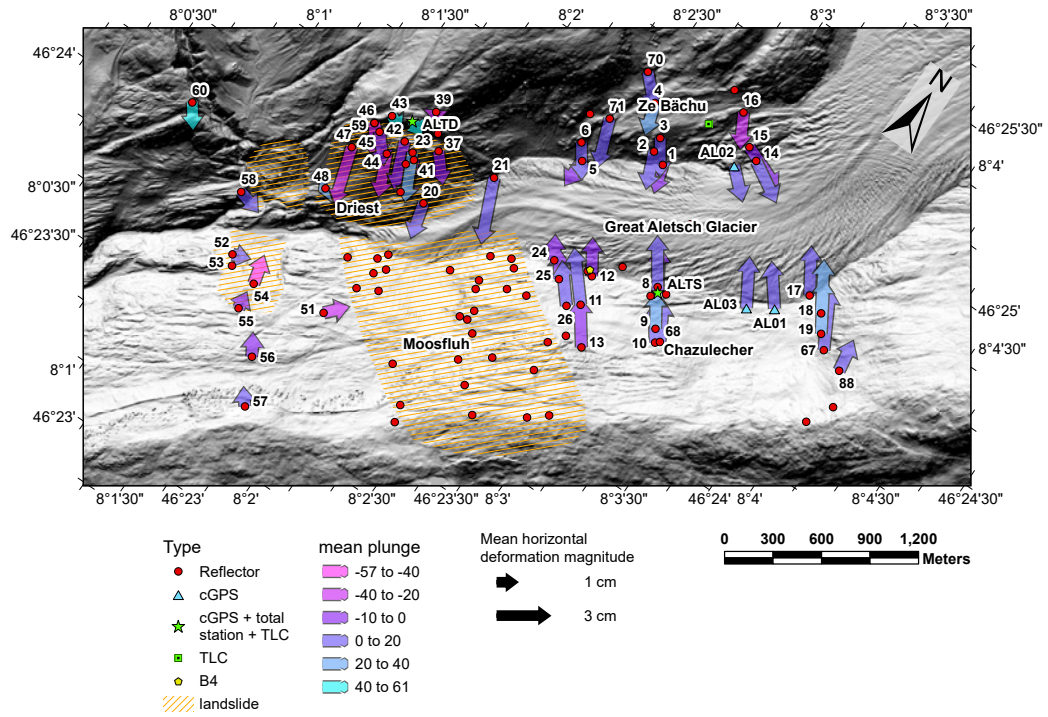 8°0'30" 8°1' 8°1'30" 8°2' 8°2'30" 8°3' 8°3'30"
46°24'
70
60
4
39
Ze Bächu
46 43
71
16
N
59 42 ALTD
3
46°25'30"
47 45 23
6
2
15
44 37
AL02
14
1
8°4'
41
5
21
8°0'30"
58
48
20
Driest
46°23'30"
Great Aletsch Glacier
52
24
53
25
12
8 ALTS
54
17
51
11
AL03
46°25'
55
26
AL01
18
9 68
19
Moosfluh
13
10 Chazulecher
67
8°4'30"
56
8°1'
88
57
46°23'
8°1'30" 46°23' 8°2' 8°2'30" 46°23'30" 8°3' 8°3'30" 46°24' 8°4' 8°4'30" 46°24'30"
Type
Reflector
cGPS
cGPS + total
station + TLC
TLC
B4
landslide
mean plunge
-57 to -40
-40 to -20
-10 to 0
0 to 20
20 to 40
40 to 61
Mean horizontal
deformation magnitude
1 cm
3 cm
0 300 600 900 1,200
Meters